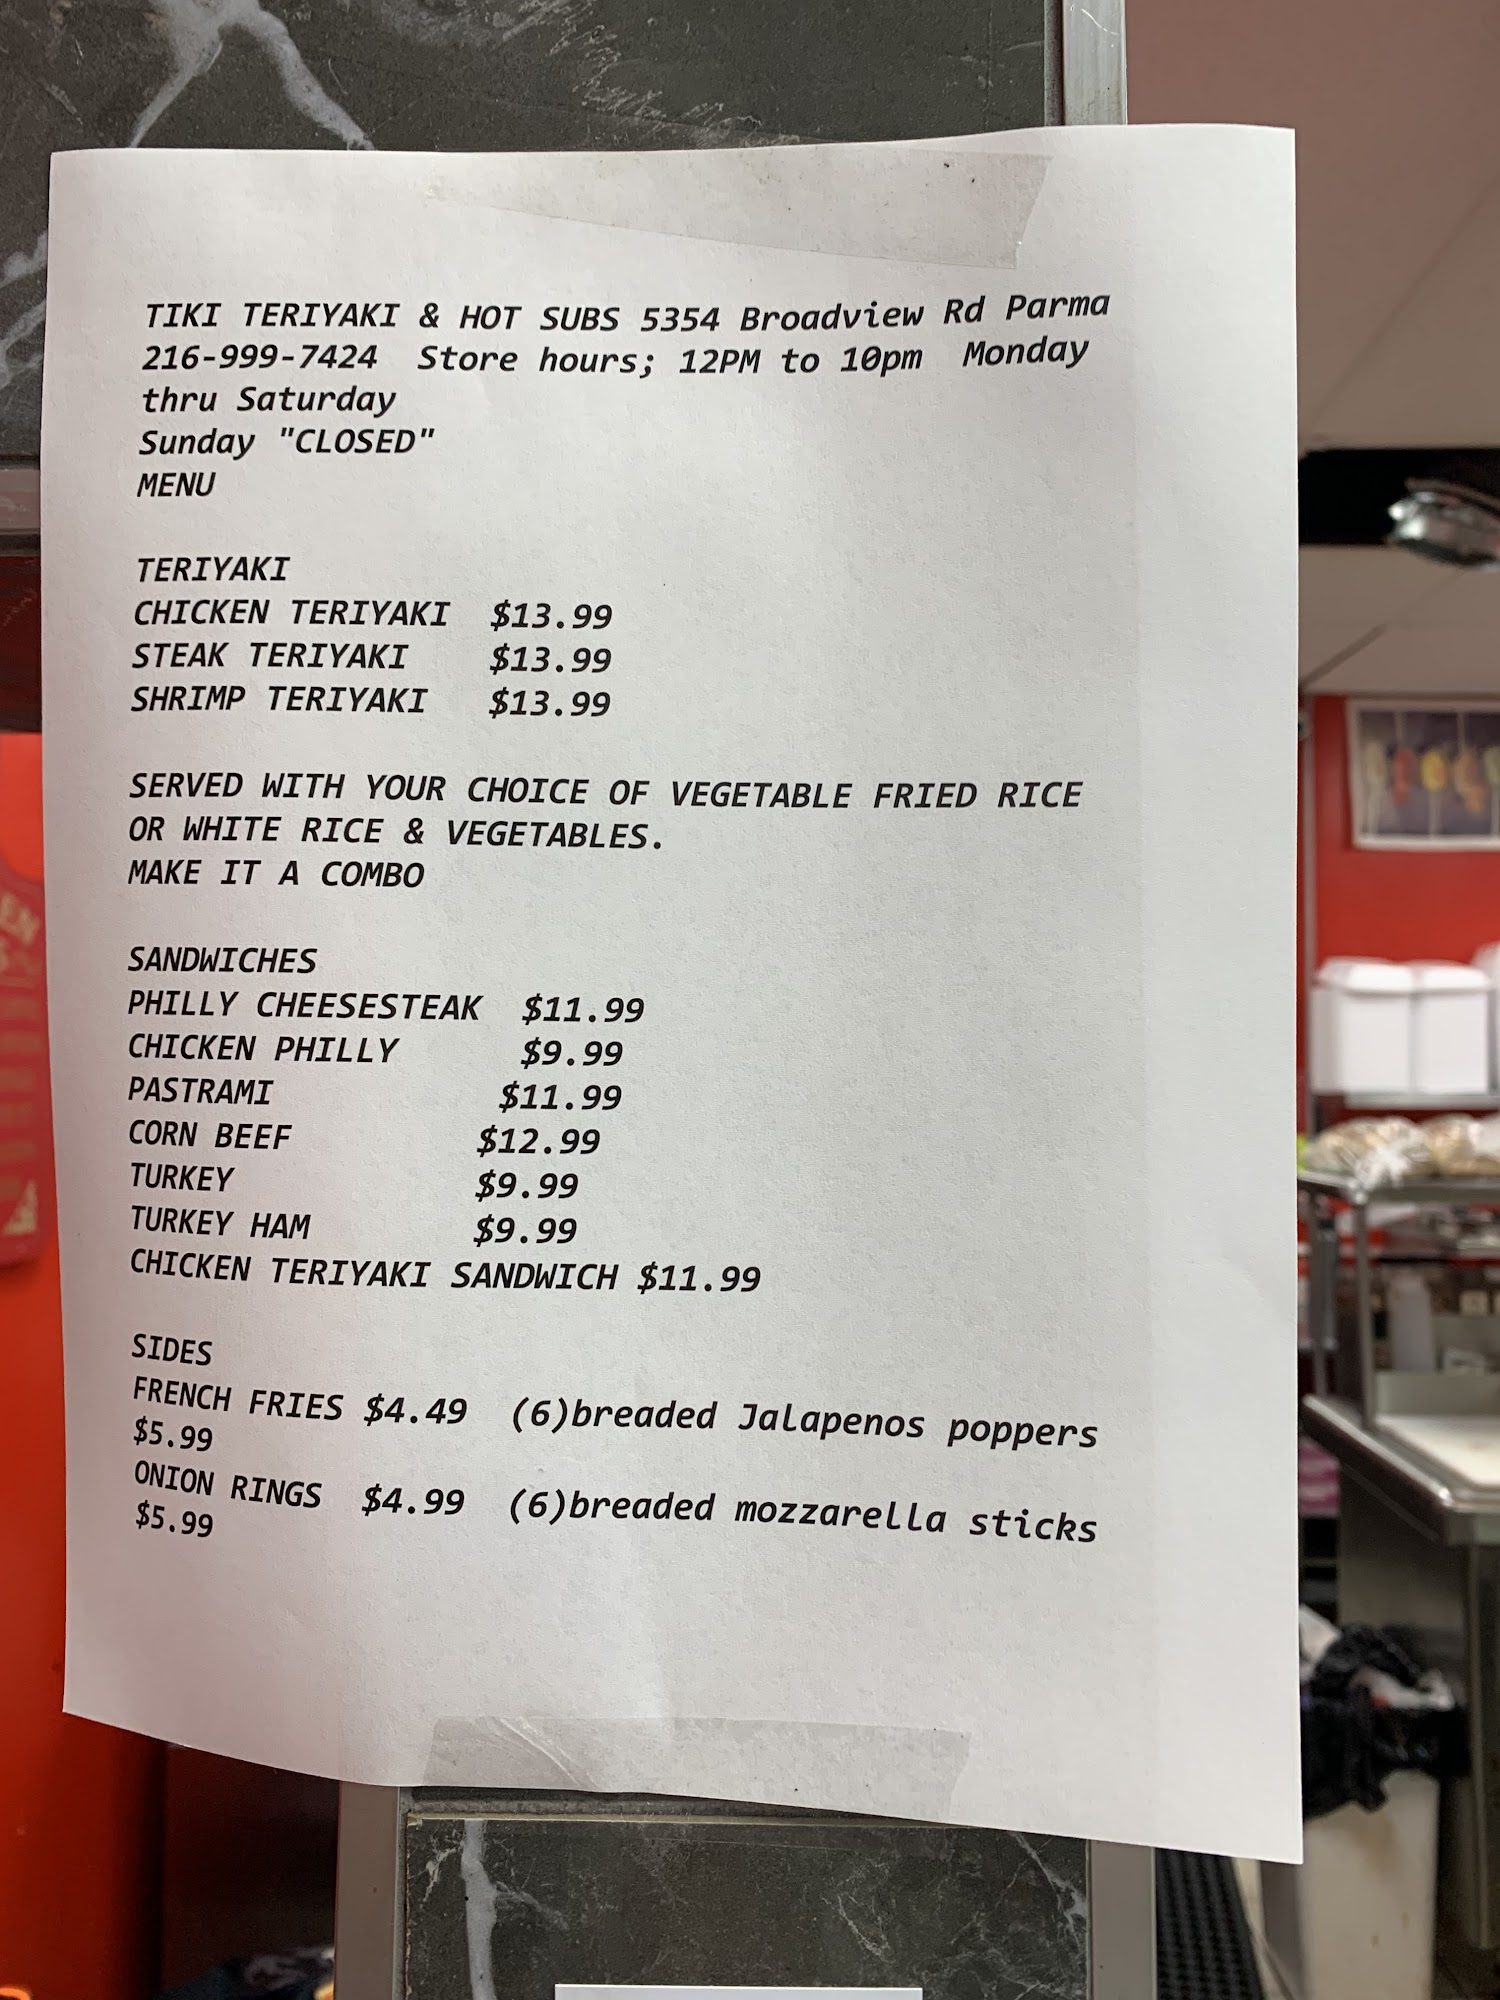 TIKI TERIYAKI & HOT SUBS 5354 Broadview Rd Parma
216-999-7424 Store hours; 12PM to 10pm Monday
thru Saturday
Sunday "CLOSED"
MENU
TERIYAKI
CHICKEN TERIYAKI $13.99
STEAK TERIYAKI $13.99
SHRIMP TERIYAKI $13.99
SERVED WITH YOUR CHOICE OF VEGETABLE FRIED RICE
OR WHITE RICE & VEGETABLES.
MAKE IT A COMBO
SANDWICHES
PHILLY CHEESESTEAK $11.99
CHICKEN PHILLY $9.99
PASTRAMI $11.99
CORN BEEF $12.99
TURKEY $9.99
TURKEY HAM $9.99
CHICKEN TERIYAKI SANDWICH $11.99
SIDES
FRENCH FRIES $4.49 (6)breaded Jalapenos poppers
$5.99
ONION RINGS $4.99 (6)breaded mozzarella sticks
$5.99